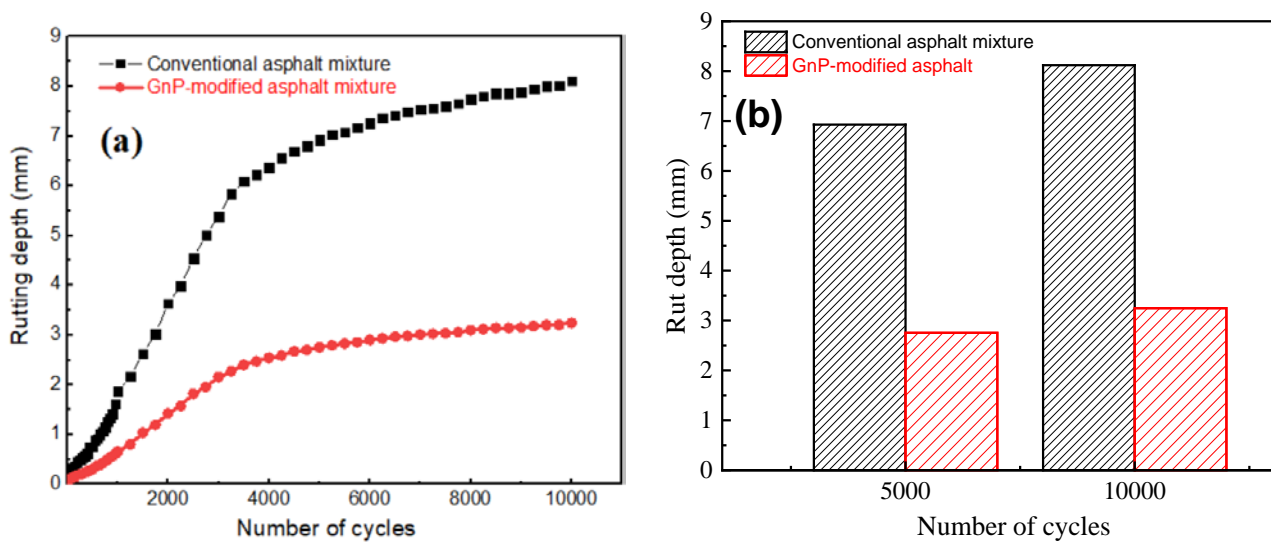 9
8
7
6
5
4
3
2
1
0
Rutting depth (mm)
Conventional asphalt mixture
GnP-modified asphalt mixture
(a)
2000 4000 6000 8000 10000
Number of cycles
9
8
7
6
5
4
3
2
1
0
Rut depth (mm)
Conventional asphalt mixture
GnP-modified asphalt
(b)
5000 10000
Number of cycles